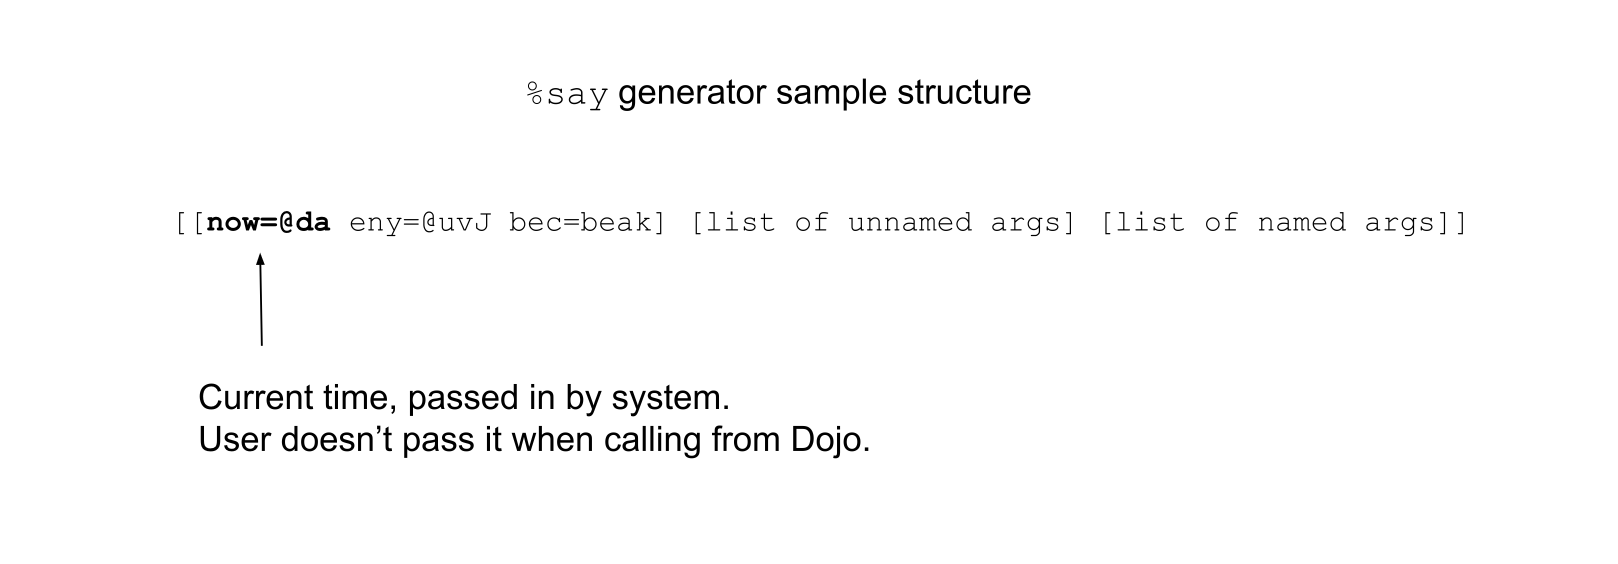 %say generator sample structure
[[now=@da eny=@uvJ bec=beak] [list of unnamed args] [list of named args]]
Current time, passed in by system.
User doesn’t pass it when calling from Dojo.